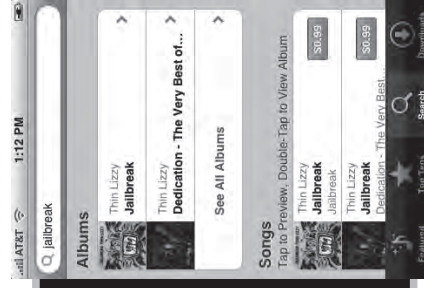 AT&T 1:12 PM
jailbreak
Albums
Thin Lizzy
Jailbreak
Thin Lizzy
Dedication - The Very Best of...
See All Albums
Songs
Tap to Preview, Double-Tap to View Album
Thin Lizzy
Jailbreak
Jailbreak
$0.99
Thin Lizzy
Jailbreak
Dedication - The Very Best
$0.99
Featured
Top Tens
Search
Downloads